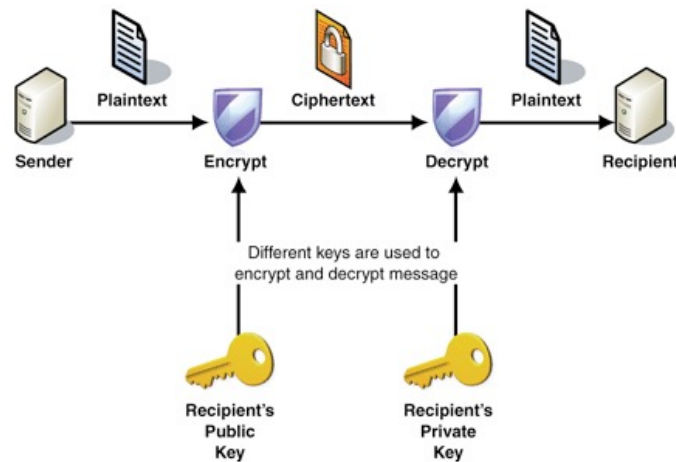 Plaintext
Ciphertext
Plaintext
Sender
Encrypt
Decrypt
Recipient
Different keys are used to
encrypt and decrypt message
Recipient's
Public
Key
Recipient's
Private
Key